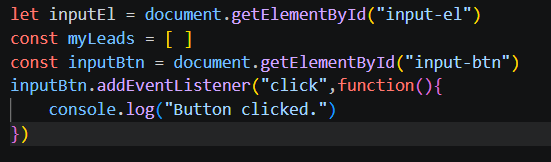 let inputEl = document.getElementById("input-el")
const myLeads = [ ]
const inputBtn = document.getElementById("input-btn")
inputBtn.addEventListener("click",function(){
    console.log("Button clicked.")
})